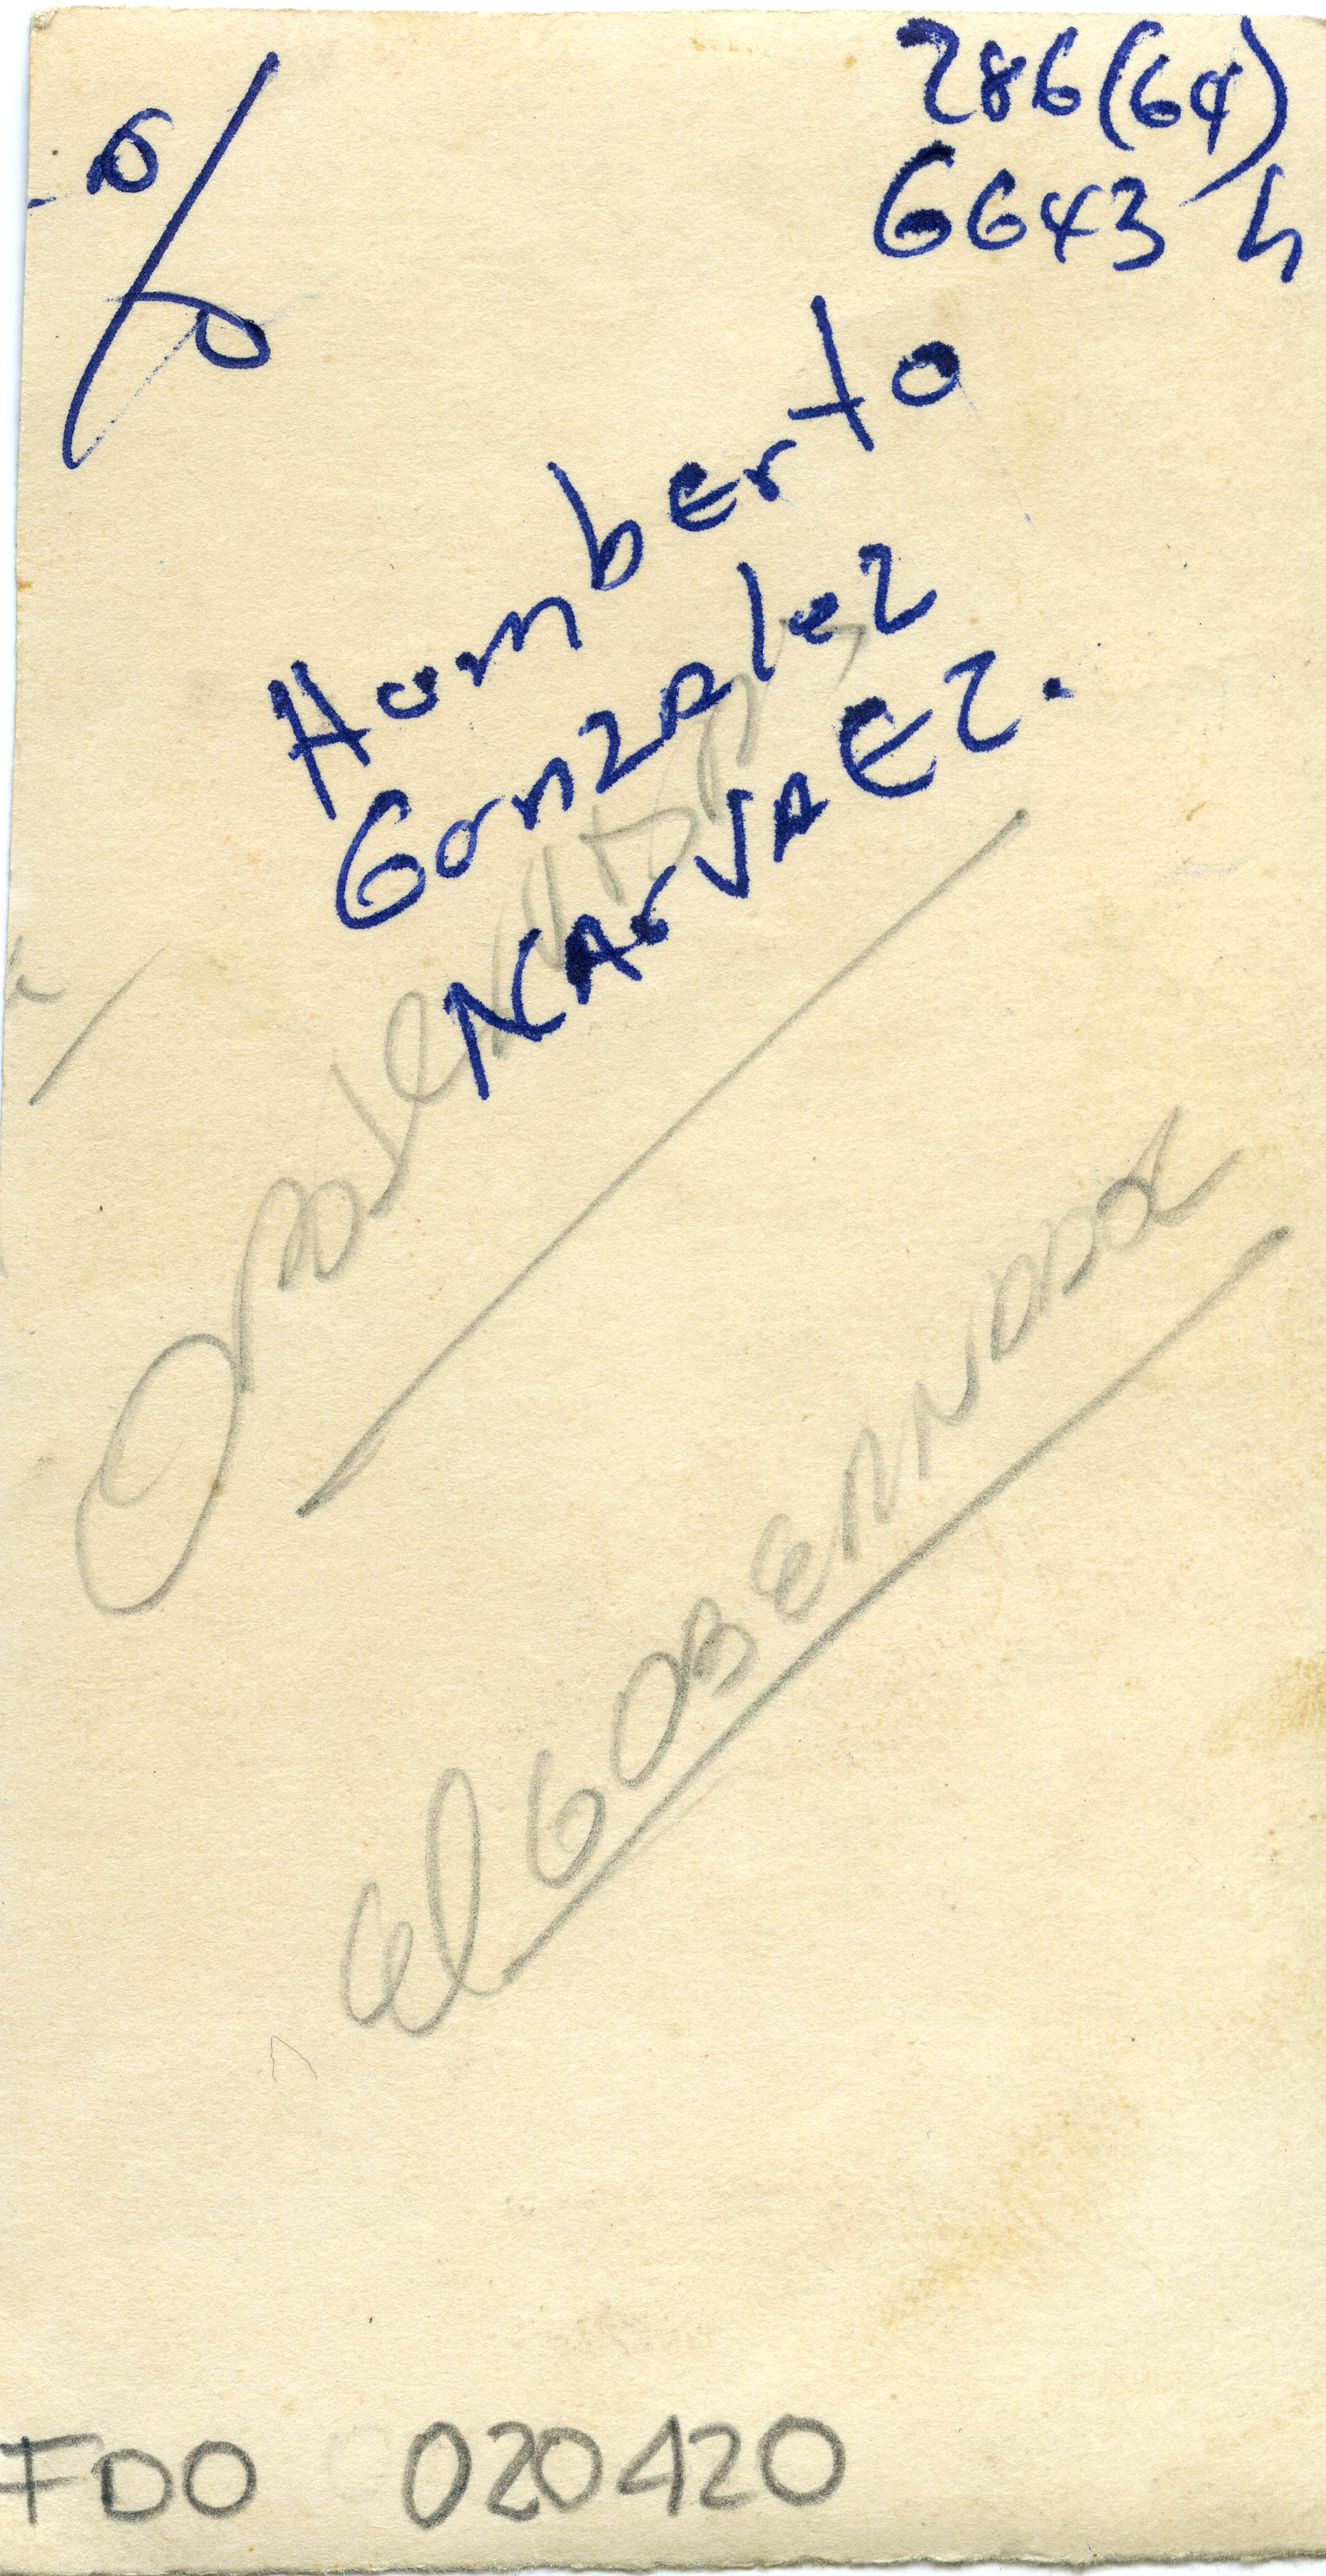 %
286(64)
6643 h
Humberto
Gonzalez
NArVAEZ.
El GOBERNADOR
FDO 020420